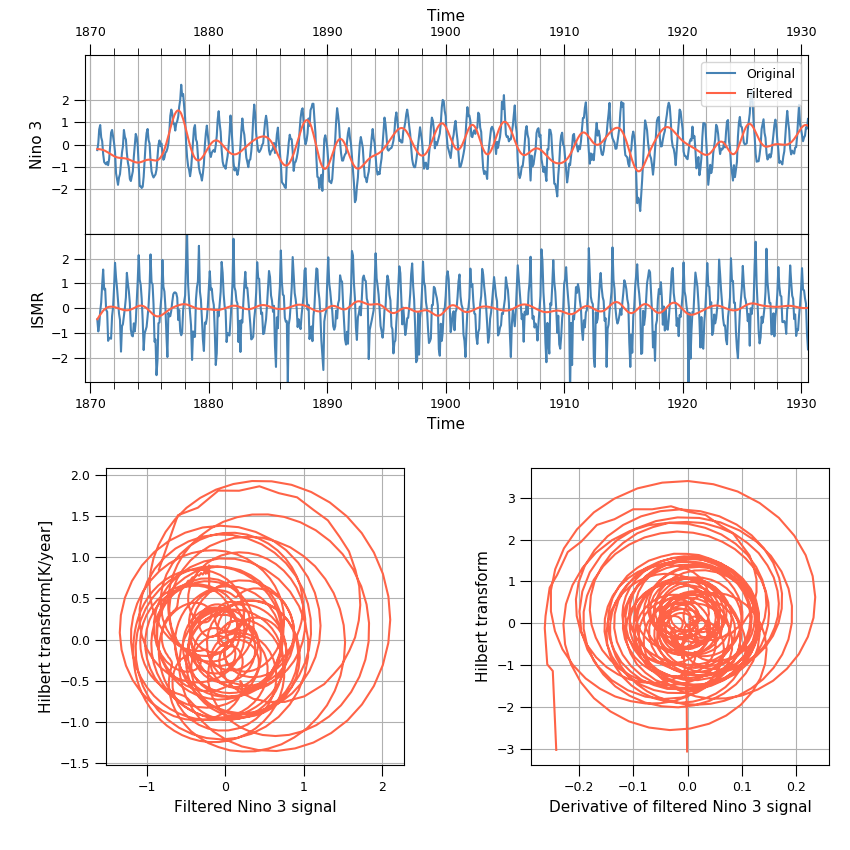 Time
1870 1880 1890 1900 1910 1920 1930
Original
Filtered
Nino 3
2
1
0
−1
−2
ISMR
2
1
0
−1
−2
1870 1880 1890 1900 1910 1920 1930
Time
Hilbert transform[K/year]
2.0
1.5
1.0
0.5
0.0
−0.5
−1.0
−1.5
−1 0 1 2
Filtered Nino 3 signal
Hilbert transform
3
2
1
0
−1
−2
−3
−0.2 −0.1 0.0 0.1 0.2
Derivative of filtered Nino 3 signal